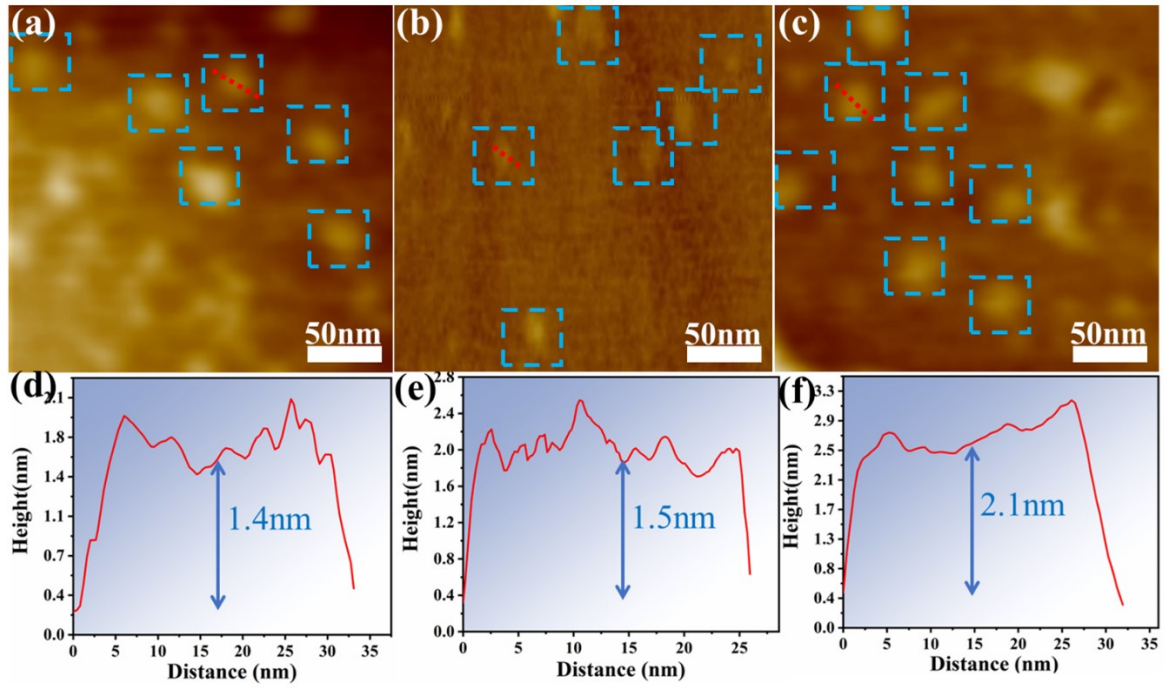 (a)
50nm
(b)
50nm
(c)
50nm
(d)
Height(nm)
2.1
1.8
1.4
1.1
0.7
0.4
0.0
1.4nm
0 5 10 15 20 25 30 35
Distance (nm)
(e)
Height(nm)
2.8
2.4
2.0
1.6
1.2
0.8
0.4
0.0
1.5nm
0 5 10 15 20 25
Distance (nm)
(f)
Height(nm)
3.3
2.9
2.5
2.1
1.7
1.3
0.8
0.4
0.0
2.1nm
0 5 10 15 20 25 30 35
Distance (nm)